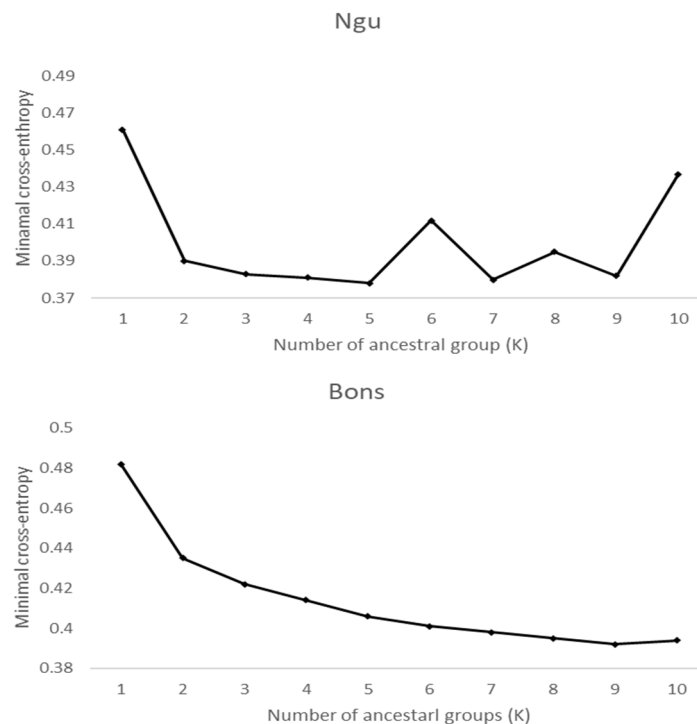 Ngu
Minamal cross-enthropy
0.49
0.47
0.45
0.43
0.41
0.39
0.37
1 2 3 4 5 6 7 8 9 10
Number of ancestral group (K)
Bons
Minimal cross-entropy
0.5
0.48
0.46
0.44
0.42
0.4
0.38
1 2 3 4 5 6 7 8 9 10
Number of ancestarl groups (K)